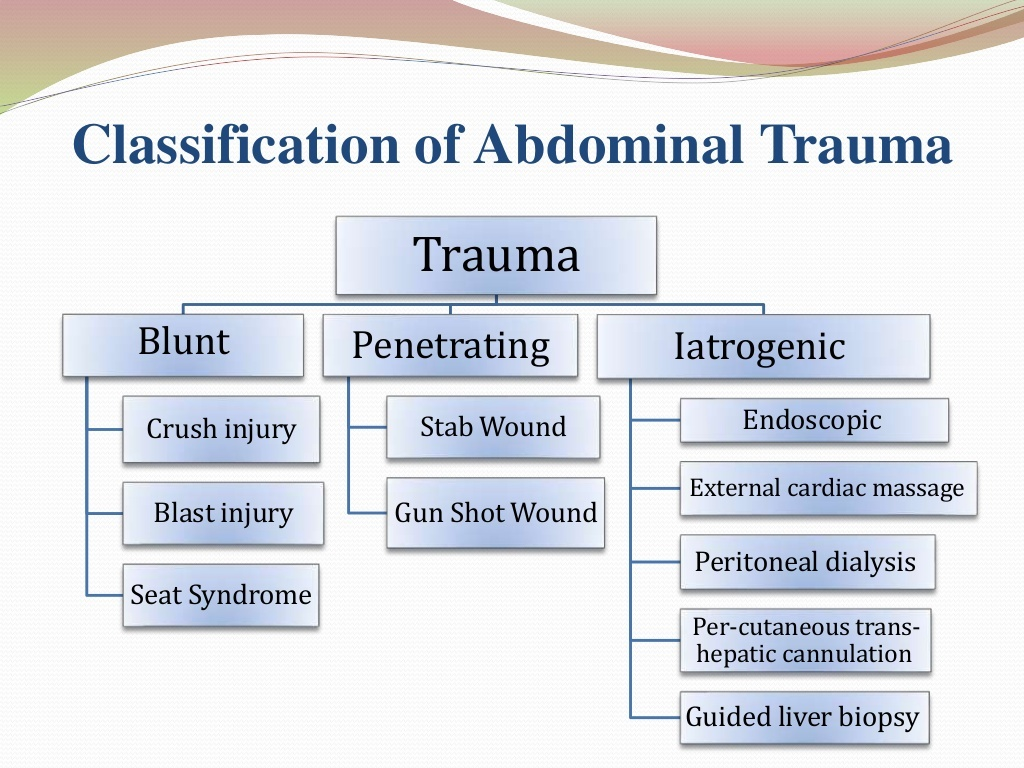 Classification of Abdominal Trauma
Trauma
Blunt
Penetrating
Iatrogenic
Crush injury
Blast injury
Seat Syndrome
Stab Wound
Gun Shot Wound
Endoscopic
External cardiac massage
Peritoneal dialysis
Per-cutaneous trans-
hepatic cannulation
Guided liver biopsy